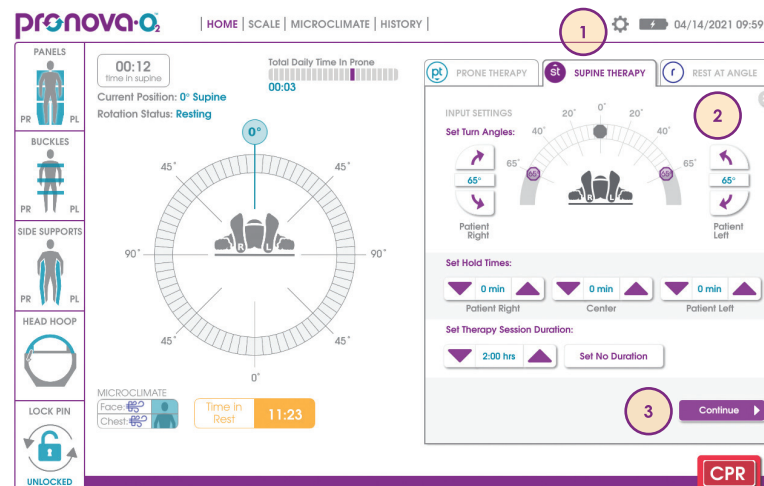 pronova·O2
HOME | SCALE | MICROCLIMATE | HISTORY |
1
04/14/2021 09:59
PANELS
PR PL
BUCKLES
PR PL
SIDE SUPPORTS
PR PL
HEAD HOOP
LOCK PIN
UNLOCKED
00:12
time in supine
Total Daily Time In Prone
00:03
Current Position: 0° Supine
Rotation Status: Resting
0°
45° 45°
R L
90° 90°
45° 45°
0°
MICROCLIMATE
Face:
Chest:
Time in
Rest
11:23
pt PRONE THERAPY
st SUPINE THERAPY
r REST AT ANGLE
INPUT SETTINGS
2
Set Turn Angles:
40° 20° 0° 20° 40°
65° 65°
65° 65°
R L
65°
Patient
Right
65°
Patient
Left
Set Hold Times:
0 min 0 min 0 min
Patient Right Center Patient Left
Set Therapy Session Duration:
2:00 hrs Set No Duration
3
Continue
CPR